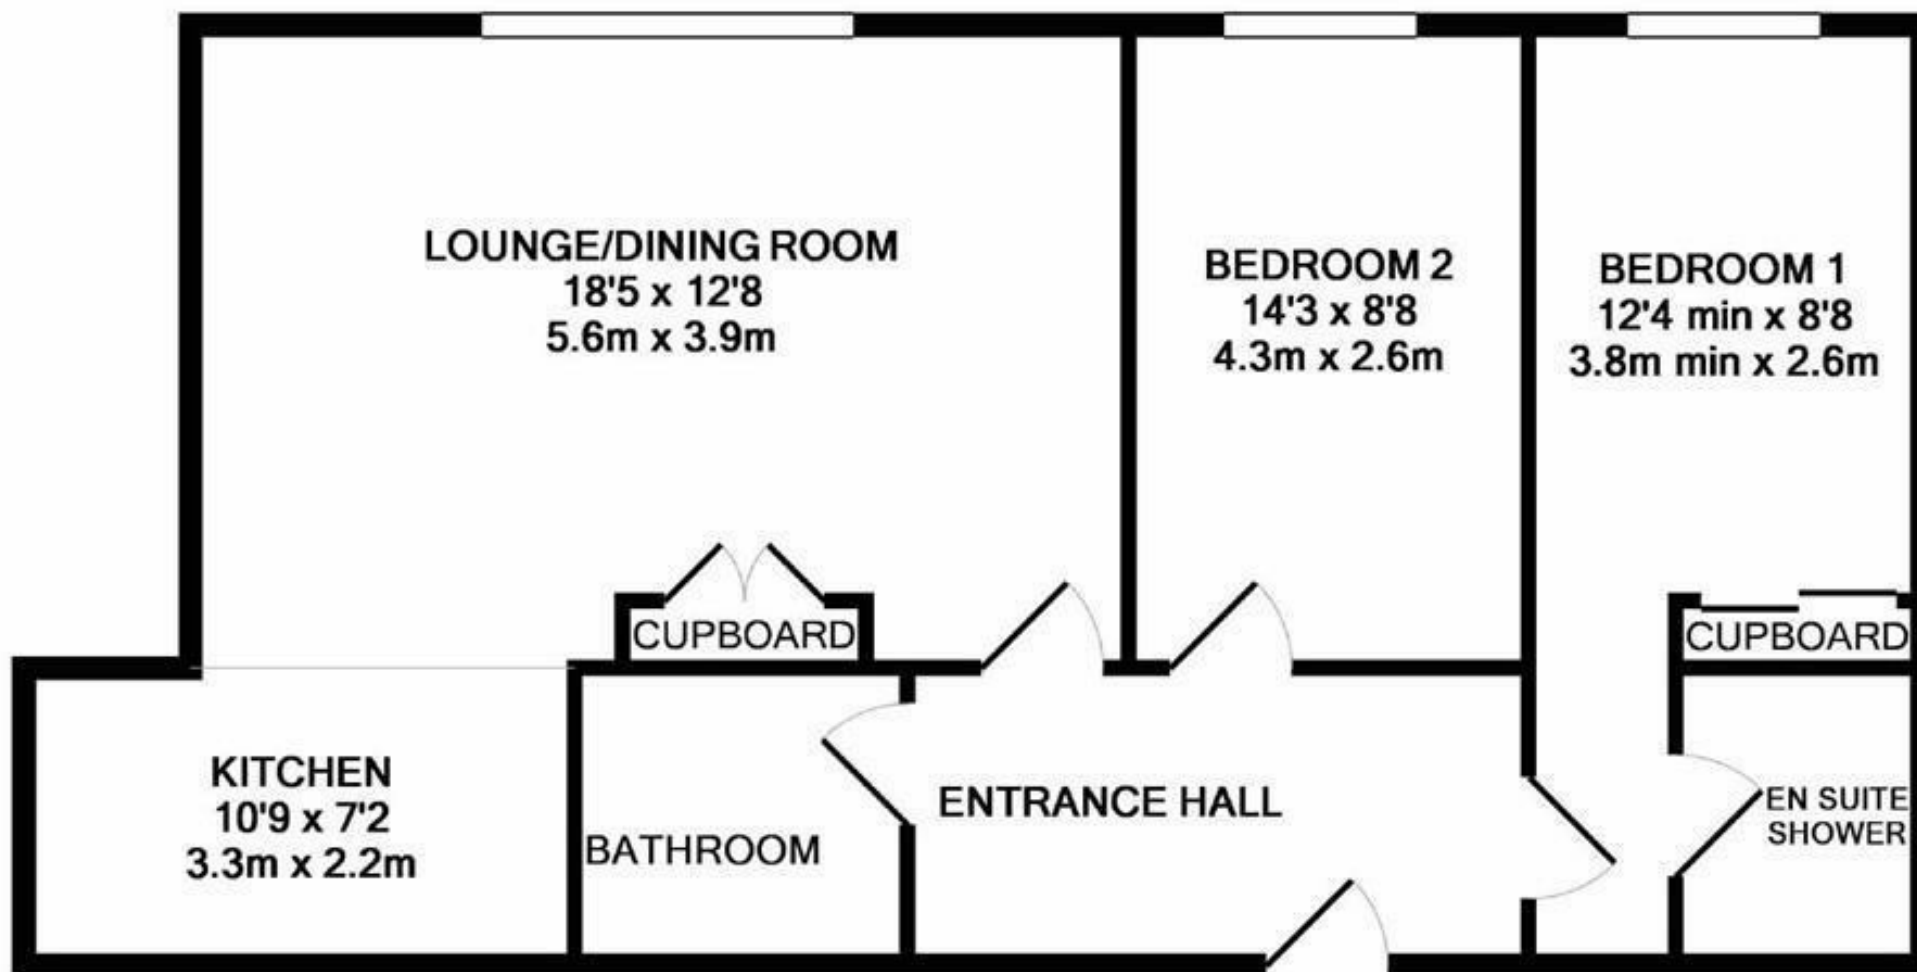 LOUNGE/DINING ROOM
18'5 x 12'8
5.6m x 3.9m
BEDROOM 2
14'3 x 8'8
4.3m x 2.6m
BEDROOM 1
12'4 min x 8'8
3.8m min x 2.6m
CUPBOARD
CUPBOARD
KITCHEN
10'9 x 7'2
3.3m x 2.2m
BATHROOM
ENTRANCE HALL
EN SUITE
SHOWER